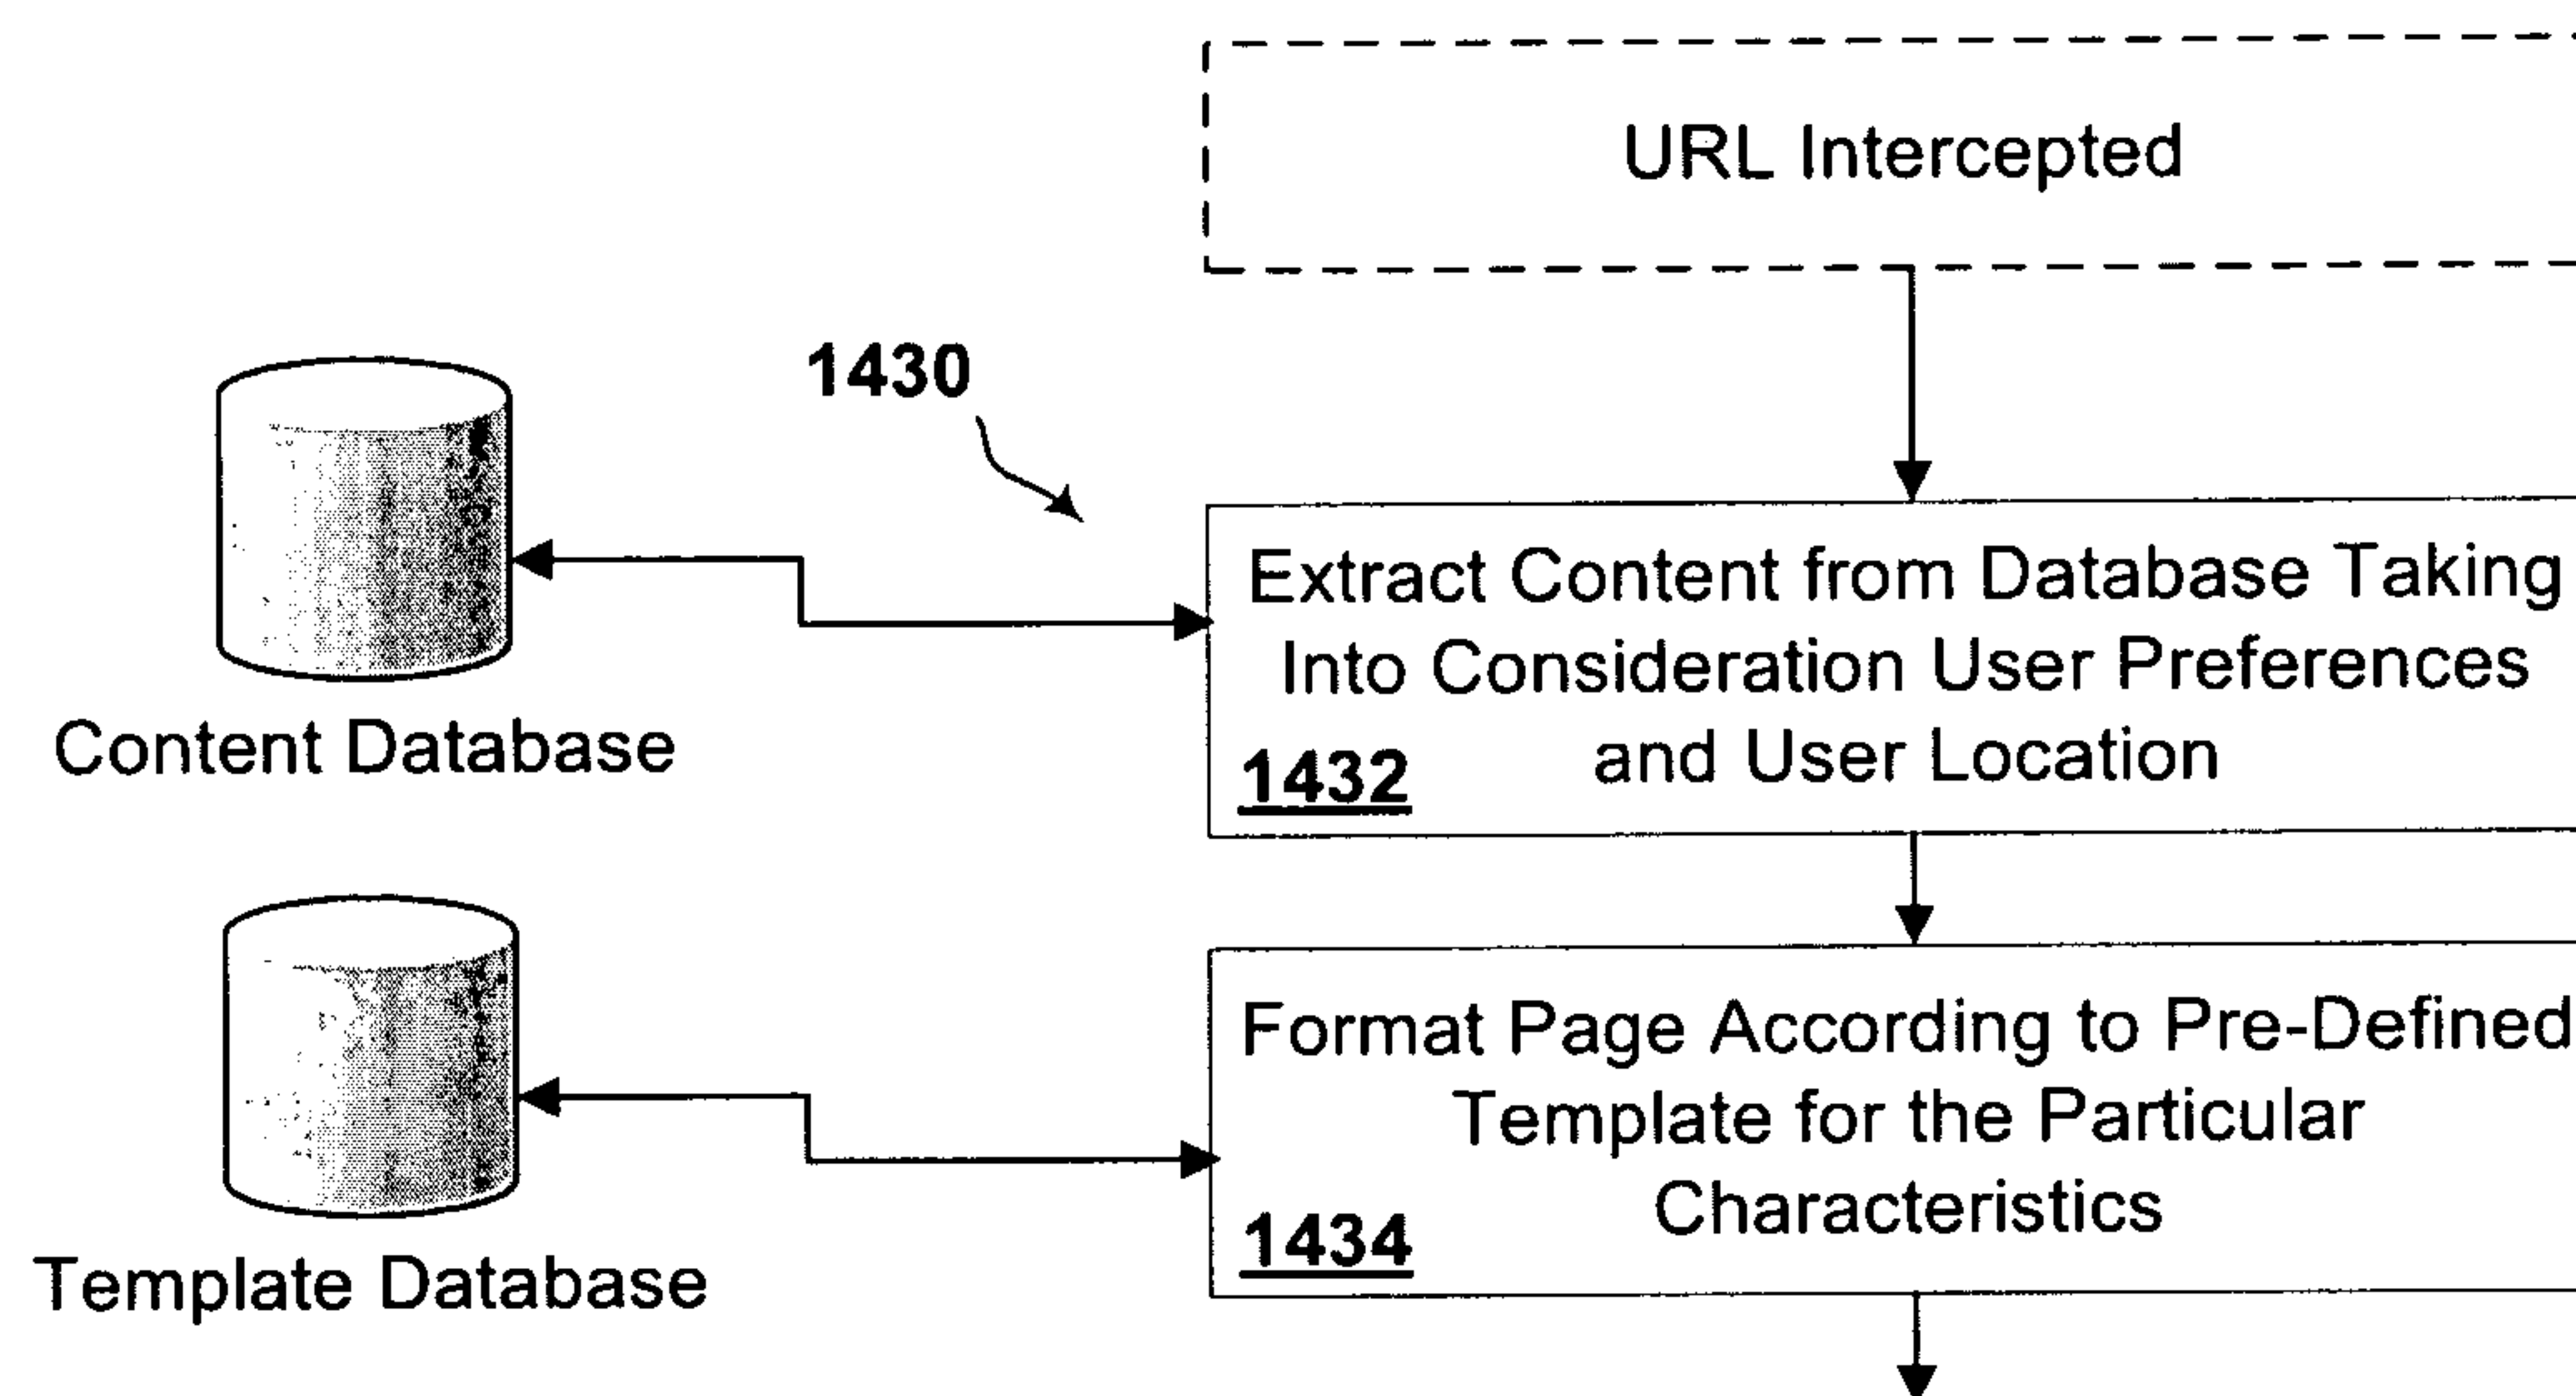 URL Intercepted
1430
Extract Content from Database Taking
Into Consideration User Preferences
and User Location
1432
Content Database
Format Page According to Pre-Defined
Template for the Particular
Characteristics
1434
Template Database